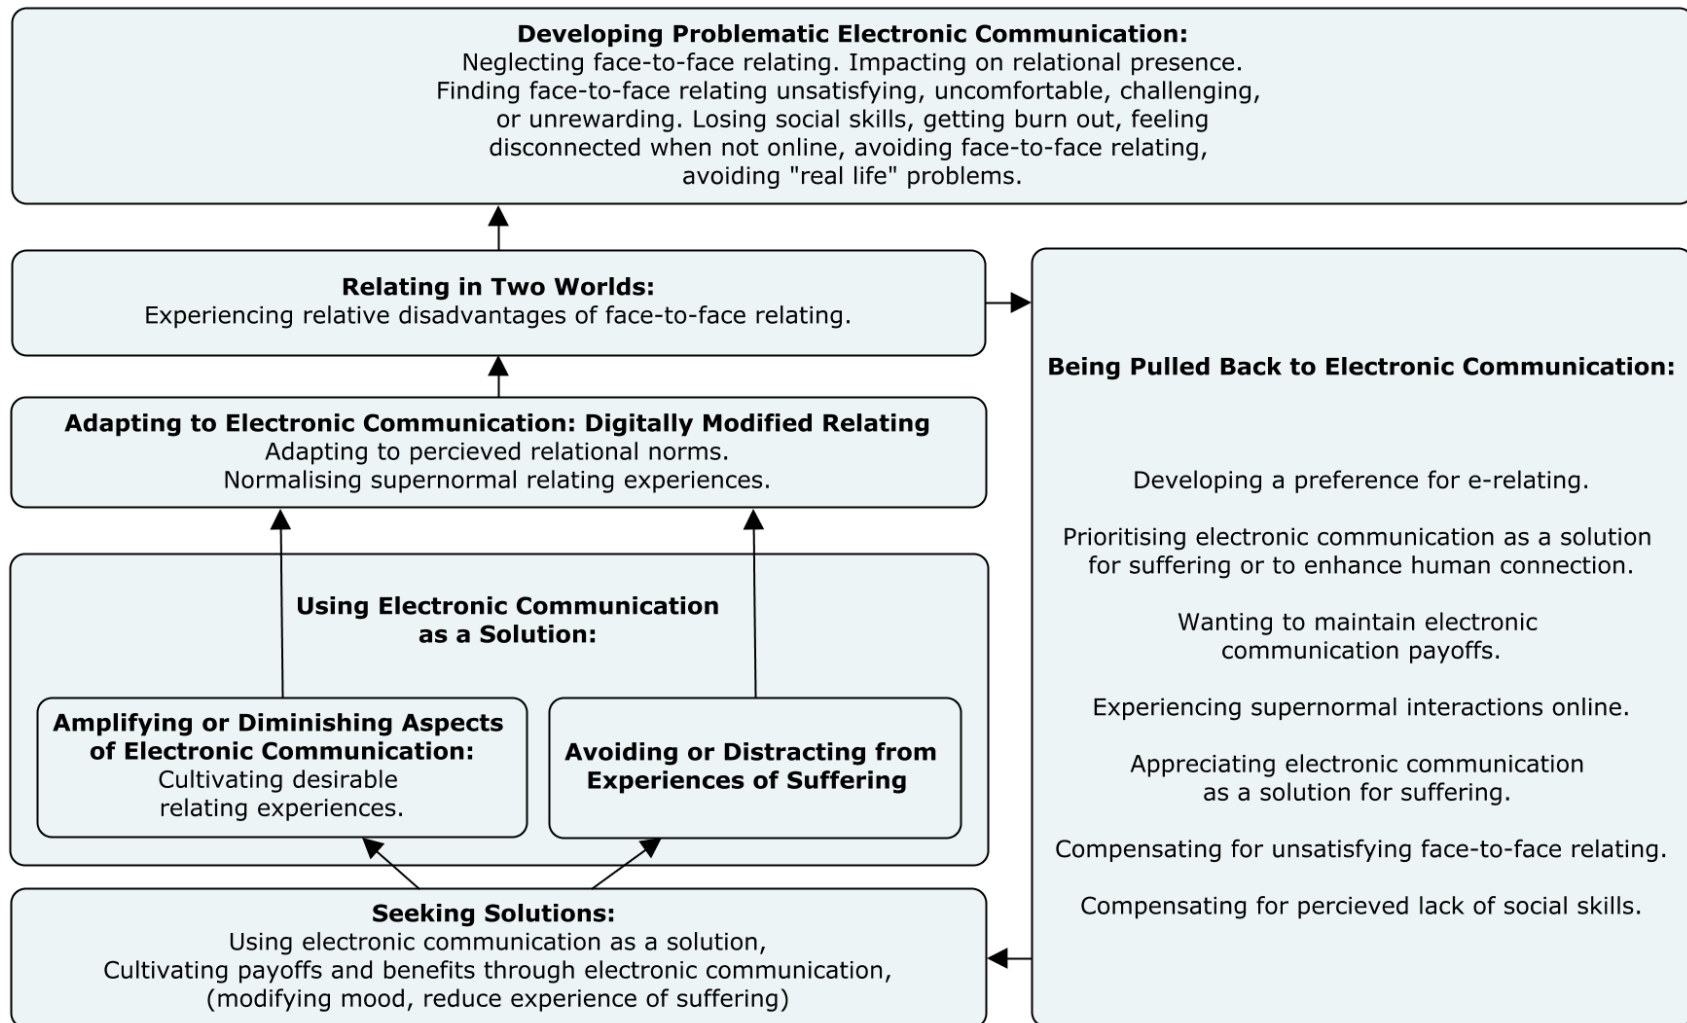 Developing Problematic Electronic Communication:
Neglecting face-to-face relating. Impacting on relational presence.
Finding face-to-face relating unsatisfying, uncomfortable, challenging,
or unrewarding. Losing social skills, getting burn out, feeling
disconnected when not online, avoiding face-to-face relating,
avoiding "real life" problems.
Relating in Two Worlds:
Experiencing relative disadvantages of face-to-face relating.
Adapting to Electronic Communication: Digitally Modified Relating
Adapting to percieved relational norms.
Normalising supernormal relating experiences.
Using Electronic Communication
as a Solution:
Amplifying or Diminishing Aspects
of Electronic Communication:
Cultivating desirable
relating experiences.
Avoiding or Distracting from
Experiences of Suffering
Seeking Solutions:
Using electronic communication as a solution,
Cultivating payoffs and benefits through electronic communication,
(modifying mood, reduce experience of suffering)
Being Pulled Back to Electronic Communication:
Developing a preference for e-relating.
Prioritising electronic communication as a solution
for suffering or to enhance human connection.
Wanting to maintain electronic
communication payoffs.
Experiencing supernormal interactions online.
Appreciating electronic communication
as a solution for suffering.
Compensating for unsatisfying face-to-face relating.
Compensating for percieved lack of social skills.